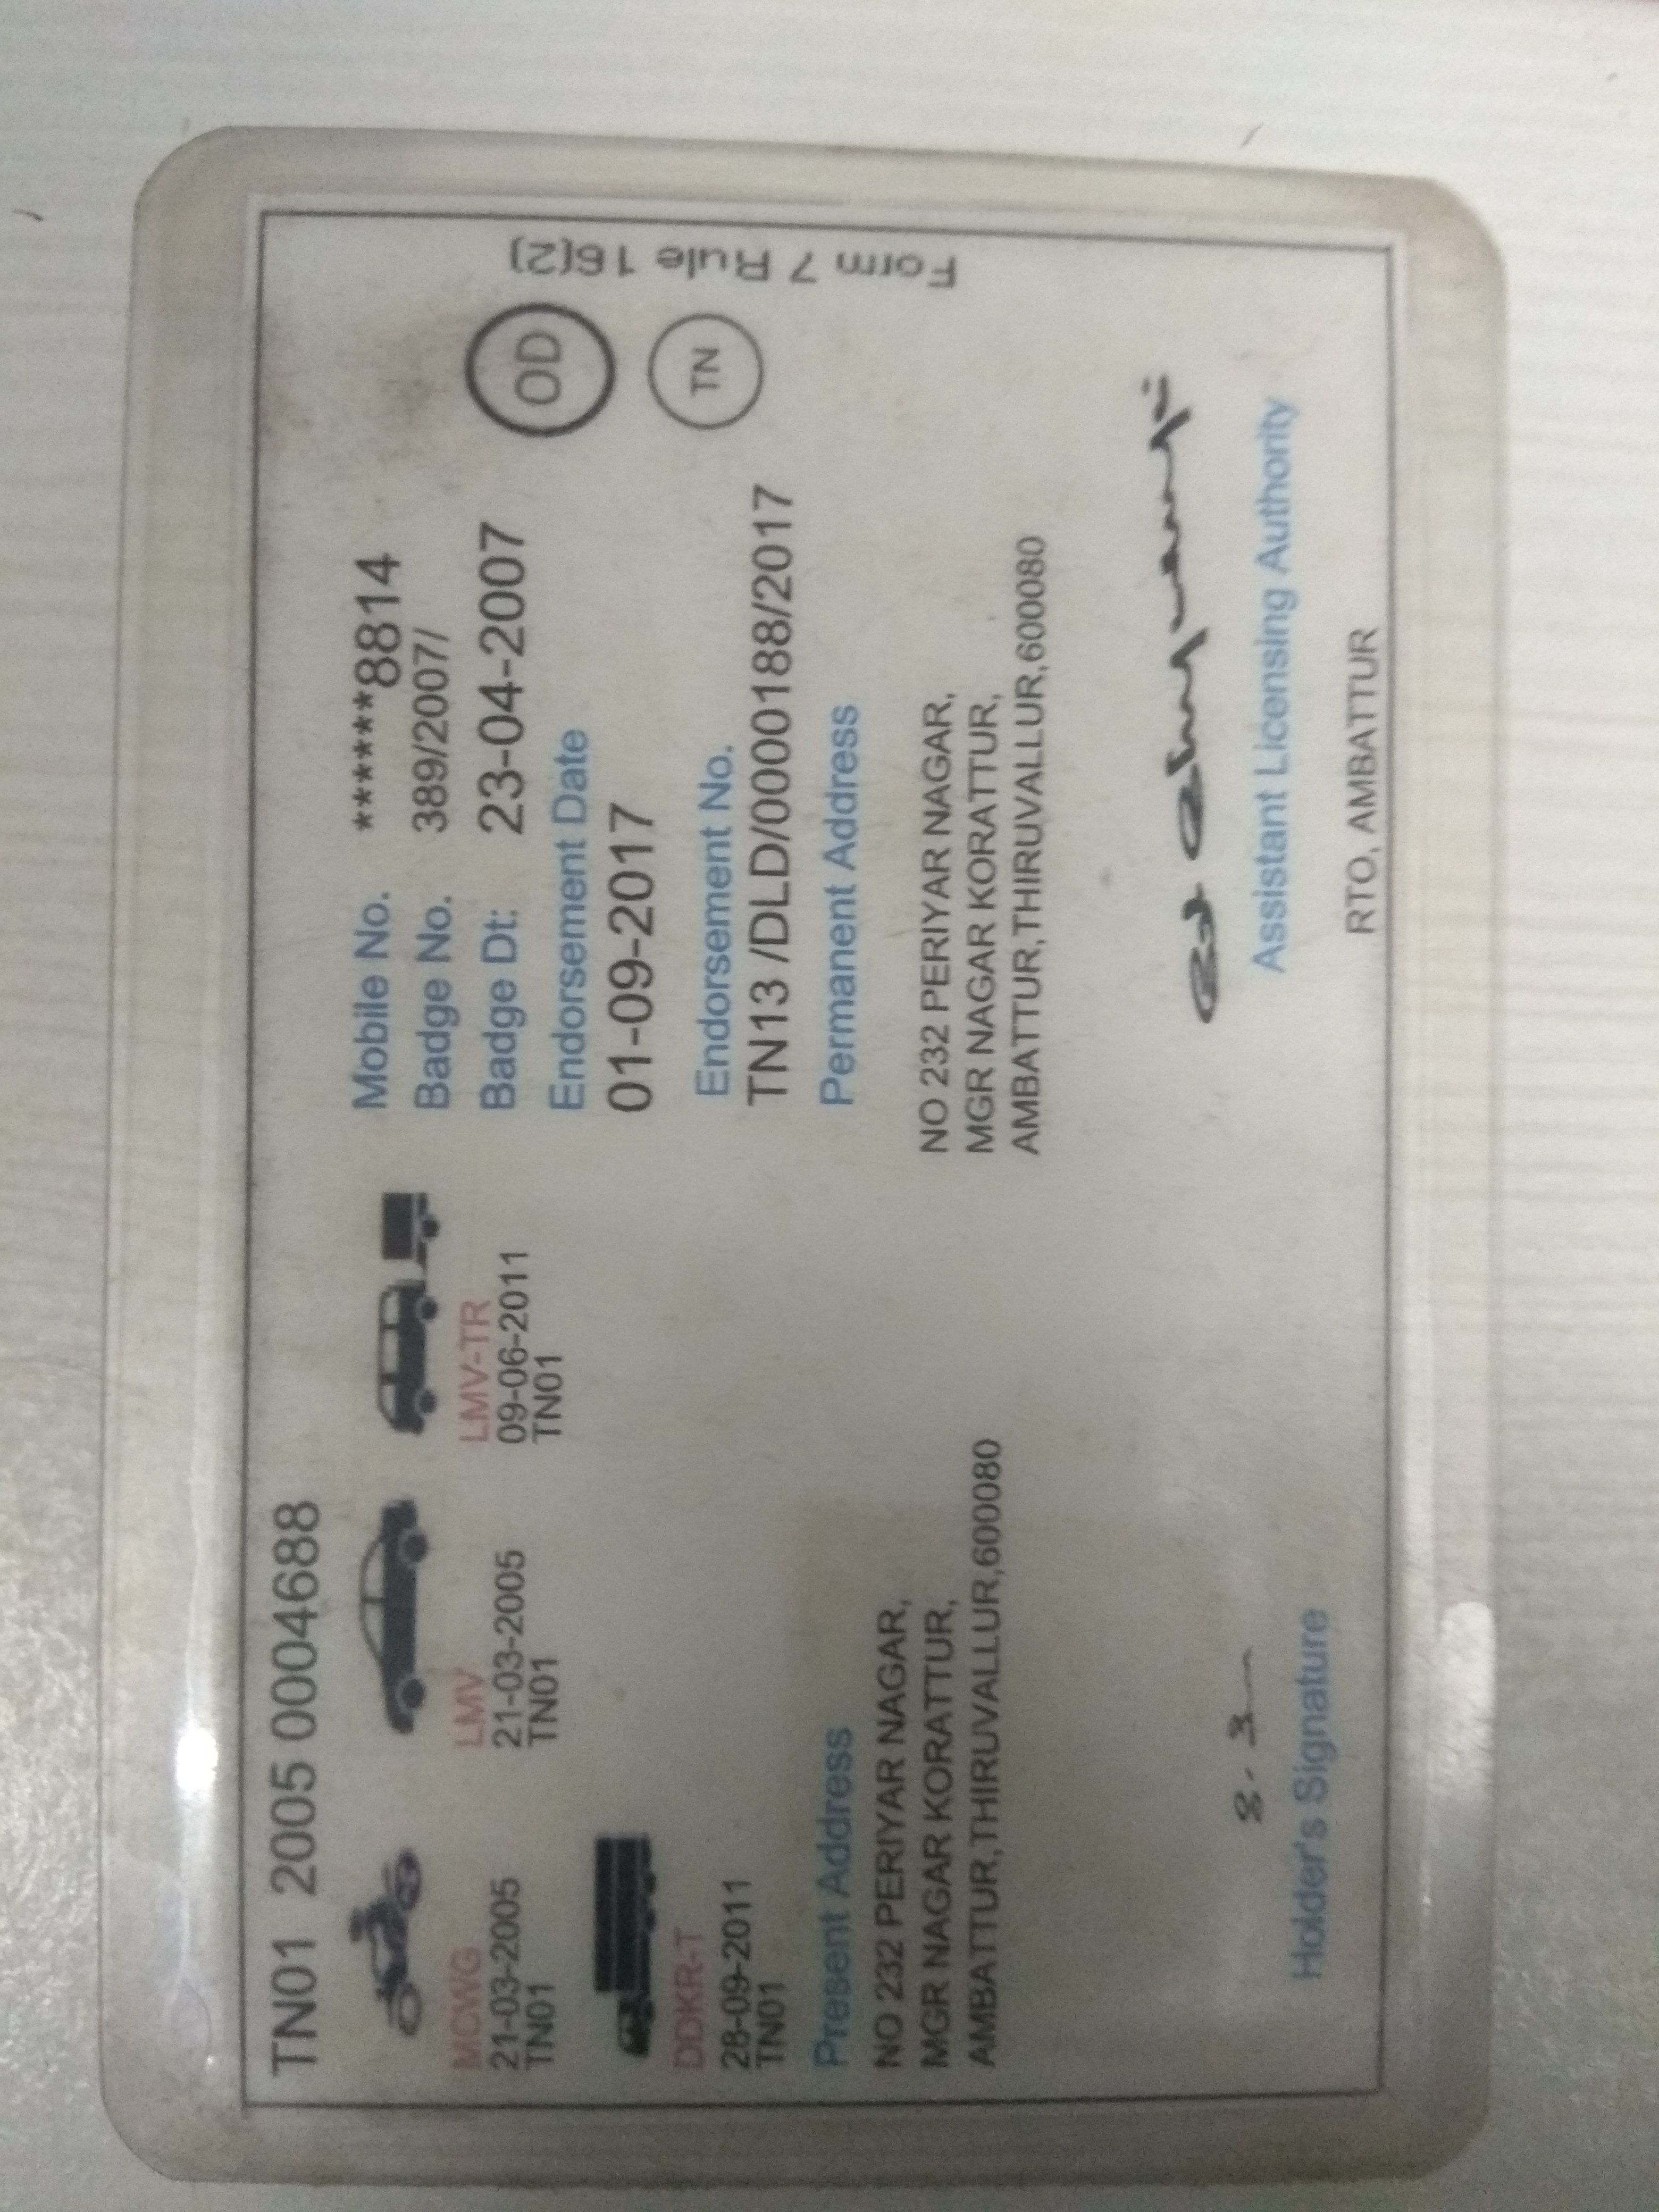 TN01 2005 0004688
MCWG
21-03-2005
TN01
LMV
21-03-2005
TN01
LMV-TR
09-06-2011
TN01
DDKR-T
28-09-2011
TN01
Mobile No. ******8814
Badge No. 389/2007/
Badge Dt: 23-04-2007
Endorsement Date
01-09-2017
Endorsement No.
TN13 /DLD/0000188/2017
OD
TN
Form 7 Rule 16(2)
Present Address
NO 232 PERIYAR NAGAR,
MGR NAGAR KORATTUR,
AMBATTUR,THIRUVALLUR,600080
Permanent Address
NO 232 PERIYAR NAGAR,
MGR NAGAR KORATTUR,
AMBATTUR,THIRUVALLUR,600080
Holder's Signature
Assistant Licensing Authority
RTO, AMBATTUR